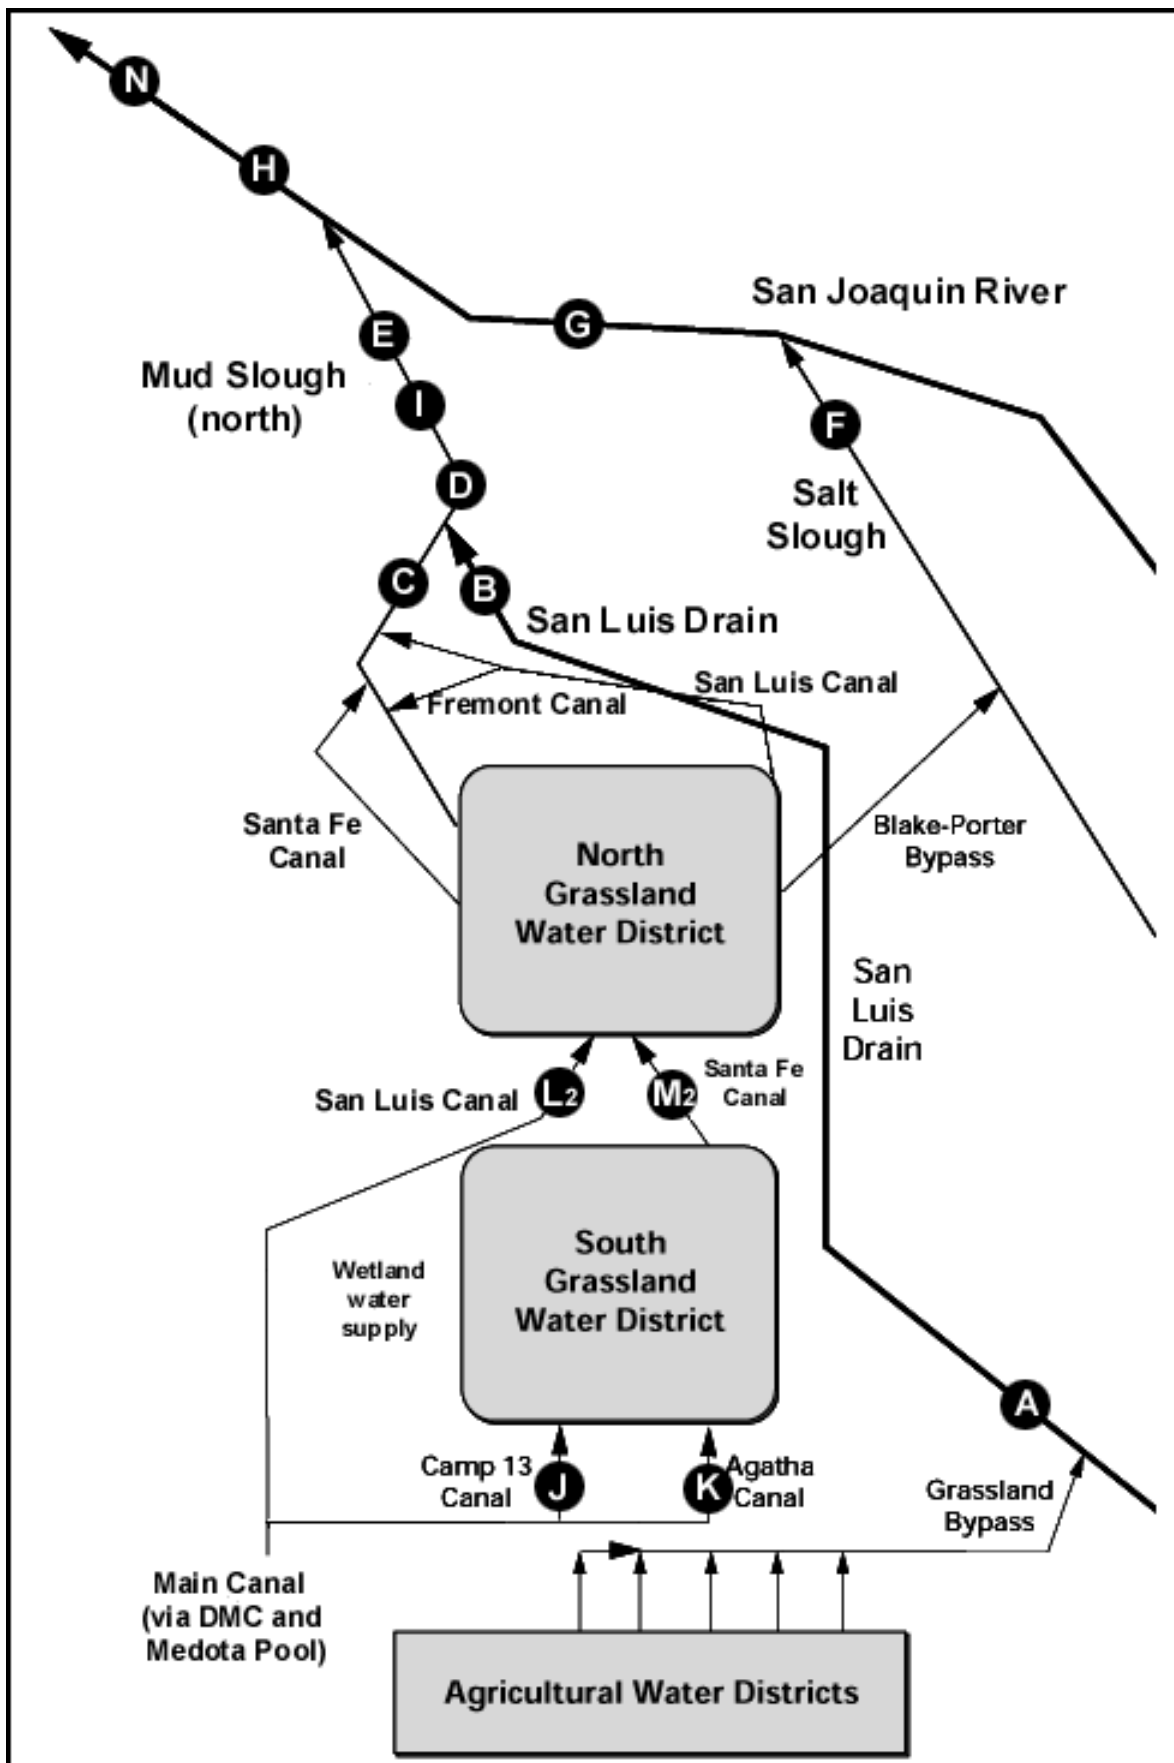 N
H
San Joaquin River
G
E
Mud Slough
(north)
I
F
D
Salt
Slough
C
B
San Luis Drain
San Luis Canal
Fremont Canal
Santa Fe
Canal
Blake-Porter
Bypass
North
Grassland
Water District
San
Luis
Drain
San Luis Canal
L2
M2
Santa Fe
Canal
Wetland
water
supply
South
Grassland
Water District
A
Camp 13
Canal
J
K
Agatha
Canal
Grassland
Bypass
Main Canal
(via DMC and
Medota Pool)
Agricultural Water Districts